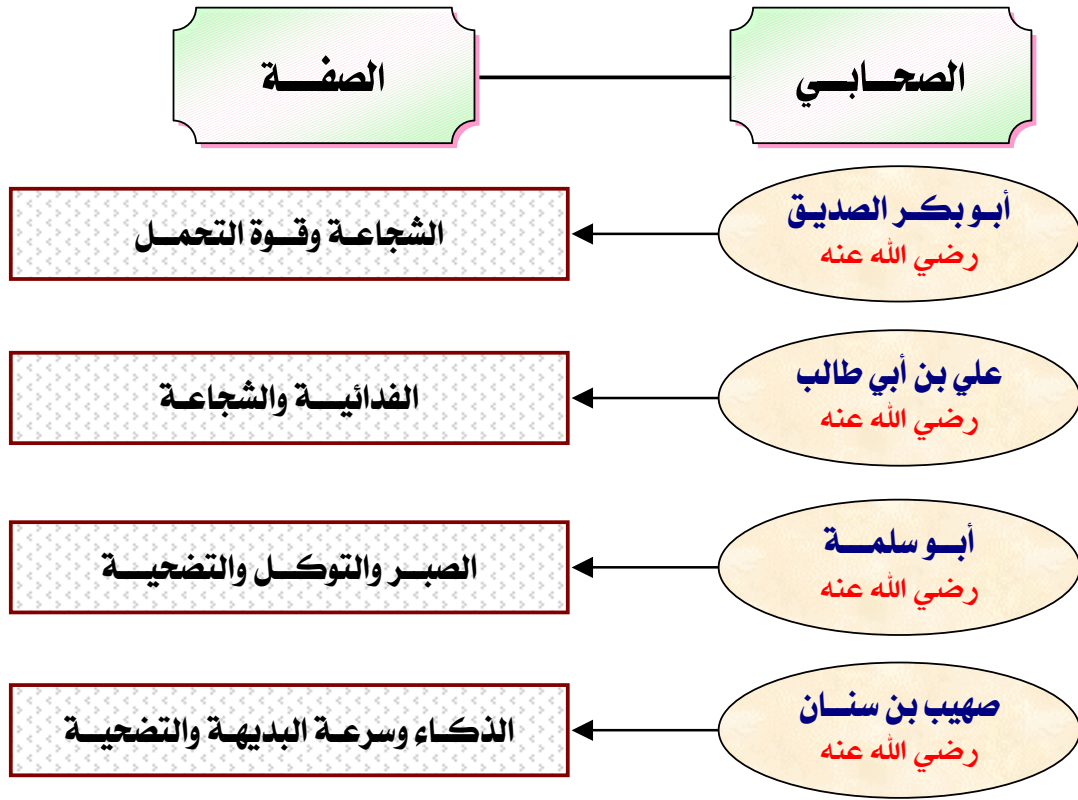 الصحابي
الصفة
أبو بكر الصديق
رضي الله عنه
الشجاعة وقوة التحمل
علي بن أبي طالب
رضي الله عنه
الفدائية والشجاعة
أبو سلمة
رضي الله عنه
الصبر والتوكل والتضحية
صهيب بن سنان
رضي الله عنه
الذكاء وسرعة البديهة والتضحية